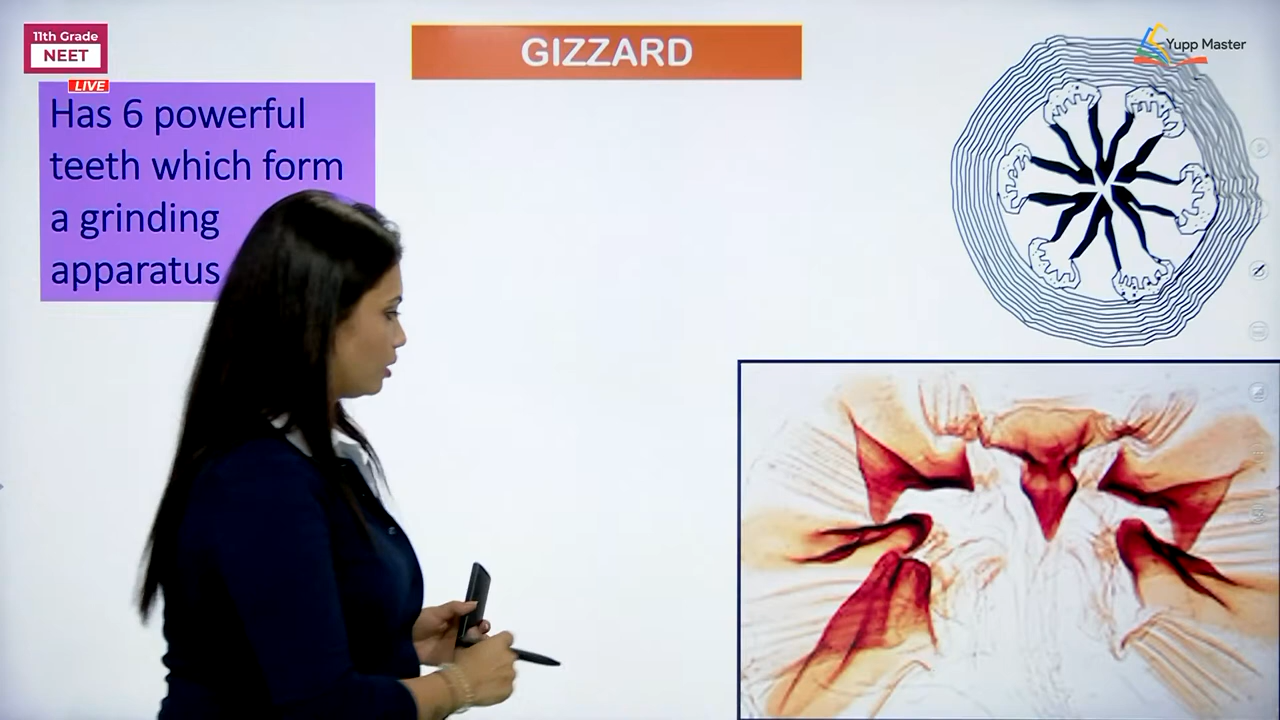 11th Grade
NEET
LIVE
GIZZARD
Yupp Master
Has 6 powerful
teeth which form
a grinding
apparatus